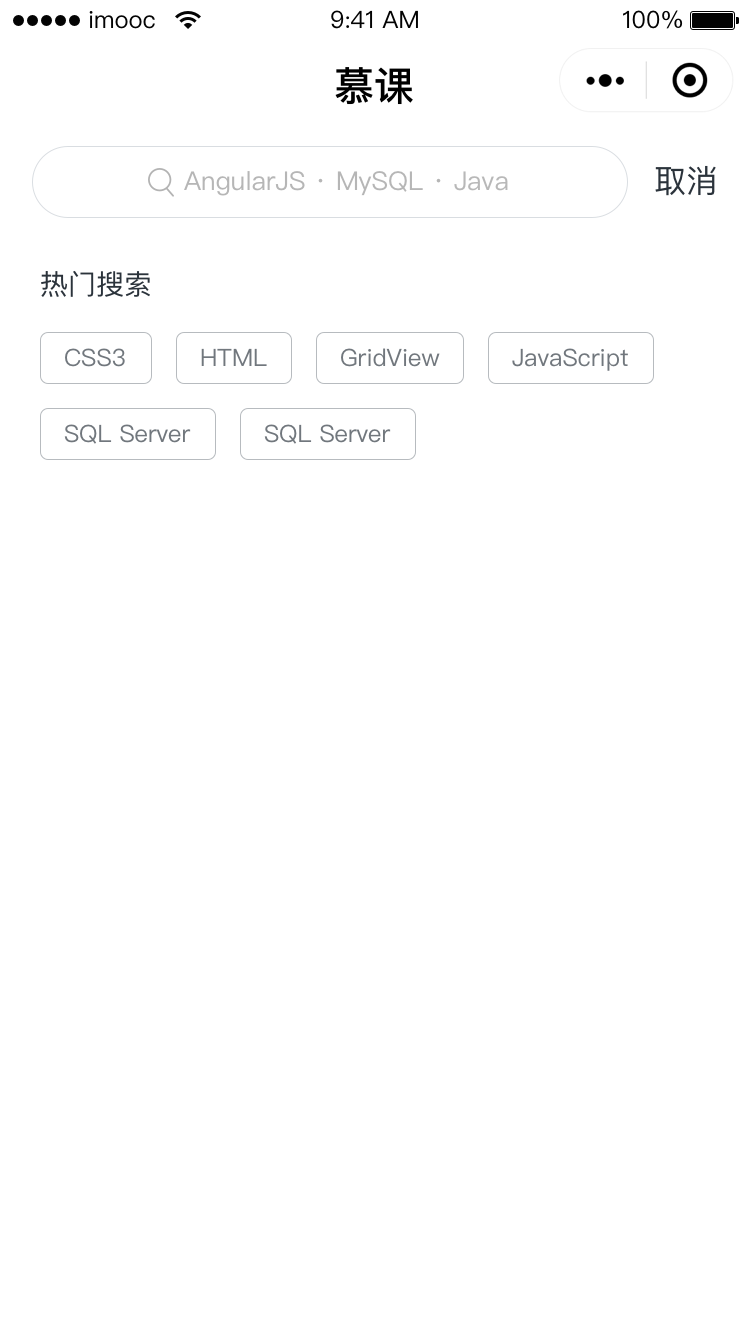 imooc 9:41 AM 100%
慕课
AngularJS · MySQL · Java 取消
热门搜索
CSS3 HTML GridView JavaScript
SQL Server SQL Server